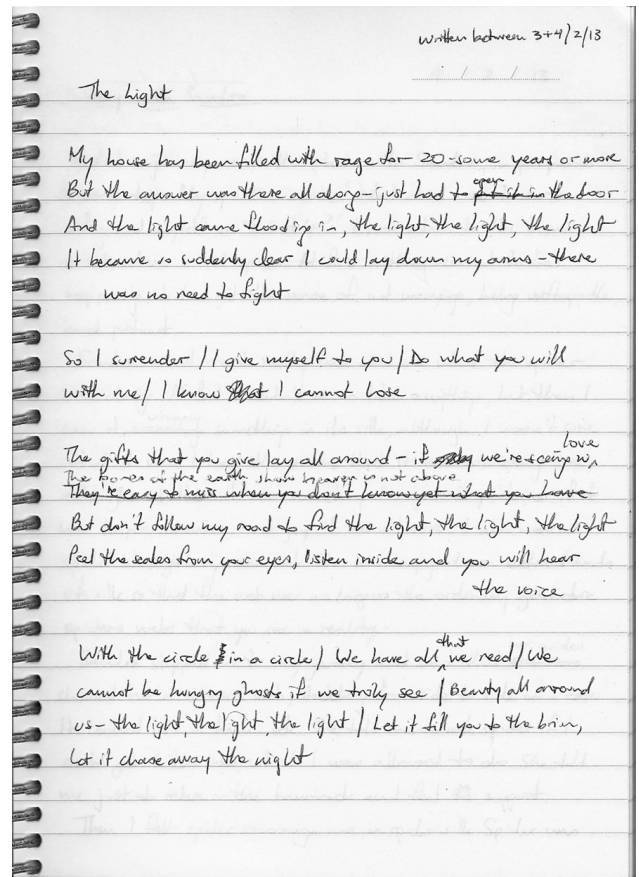 Written between 3+4/2/13
The Light
My house has been filled with rage for 20-some years or more
But the answer was there all along - just had to open the door
And the light came flooding in, the light, the light, the light
It became so suddenly clear I could lay down my arms - there
was no need to fight
So I surrender / I give myself to you / Do what you will
with me / I know that I cannot lose
love
The gifts that you give lay all around - if we're seeing w/
The bones of the earth show heaven is not above
They're easy to miss when you don't know yet what you have
But don't follow my road to find the light, the light, the light
Peel the scales from your eyes, listen inside and you will hear
the voice
With the circle in a circle / We have all that we need / We
cannot be hungry ghosts if we truly see / Beauty all around
us - the light, the light, the light / Let it fill you to the brim,
Let it chase away the night